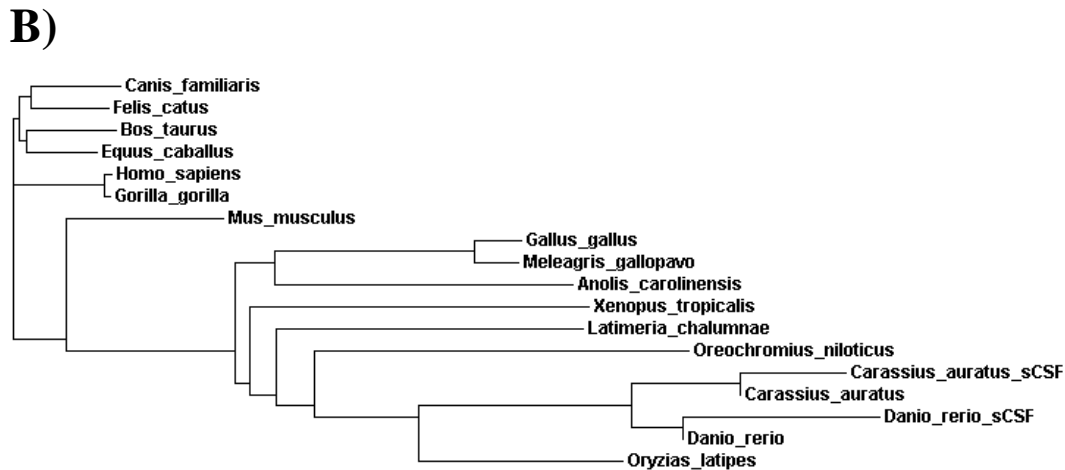 B)
Canis_familiaris
Felis_catus
Bos_taurus
Equus_caballus
Homo_sapiens
Gorilla_gorilla
Mus_musculus
Gallus_gallus
Meleagris_gallopavo
Anolis_carolinensis
Xenopus_tropicalis
Latimeria_chalumnae
Oreochromius_niloticus
Carassius_auratus_sCSF
Carassius_auratus
Danio_rerio_sCSF
Danio_rerio
Oryzias_latipes